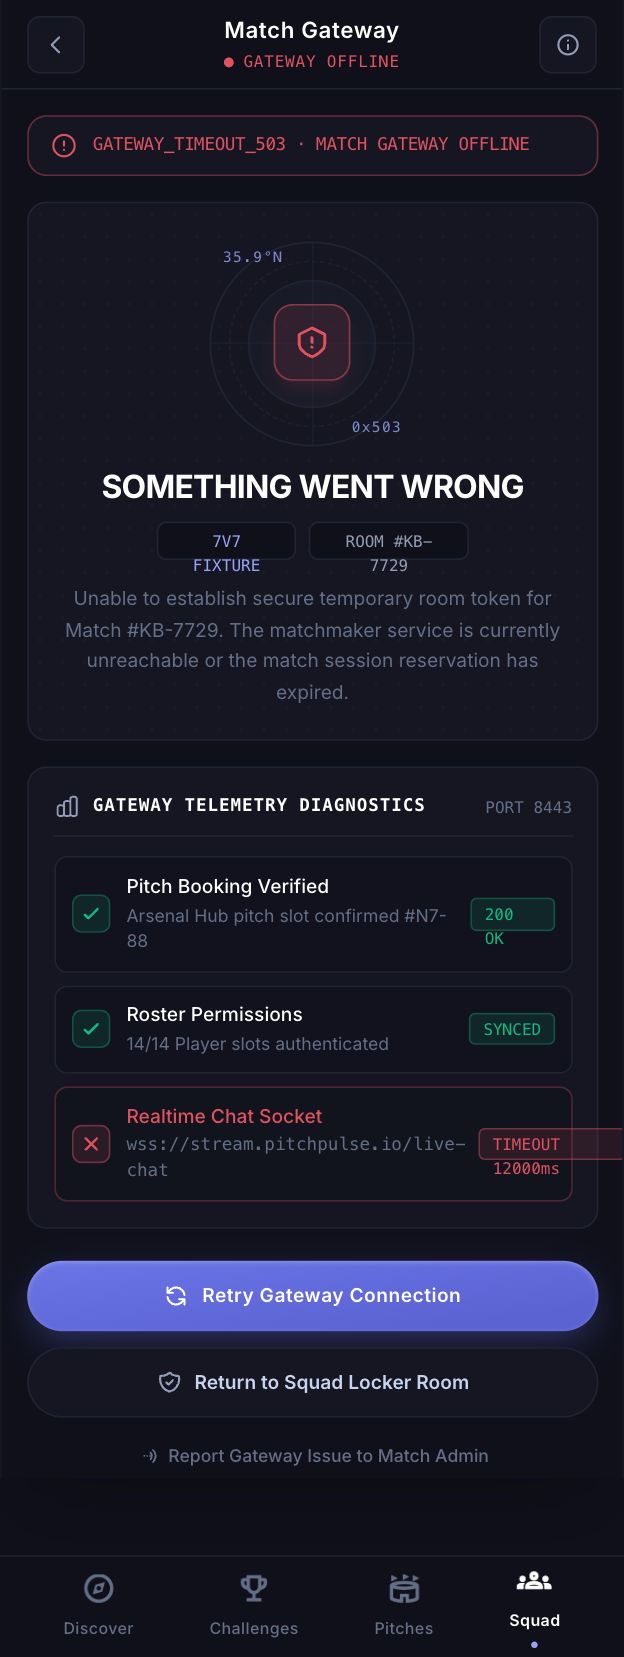 Match Gateway
GATEWAY OFFLINE
GATEWAY_TIMEOUT_503 · MATCH GATEWAY OFFLINE
35.9°N
0x503
SOMETHING WENT WRONG
7V7
FIXTURE
ROOM #KB-
7729
Unable to establish secure temporary room token for
Match #KB-7729. The matchmaker service is currently
unreachable or the match session reservation has
expired.
GATEWAY TELEMETRY DIAGNOSTICS
PORT 8443
Pitch Booking Verified
Arsenal Hub pitch slot confirmed #N7-
88
200
OK
Roster Permissions
14/14 Player slots authenticated
SYNCED
Realtime Chat Socket
wss://stream.pitchpulse.io/live-
chat
TIMEOUT
12000ms
Retry Gateway Connection
Return to Squad Locker Room
Report Gateway Issue to Match Admin
Discover
Challenges
Pitches
Squad